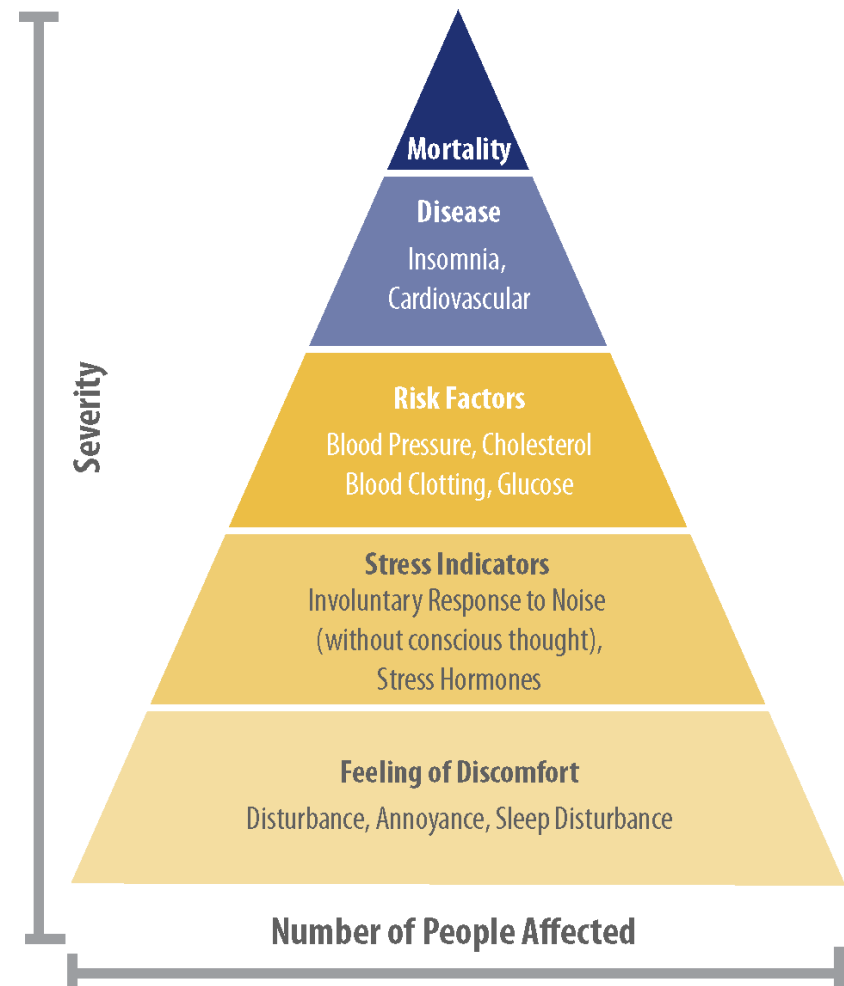 Mortality
Disease
Insomnia,
Cardiovascular
Severity
Risk Factors
Blood Pressure, Cholesterol
Blood Clotting, Glucose
Stress Indicators
Involuntary Response to Noise
(without conscious thought),
Stress Hormones
Feeling of Discomfort
Disturbance, Annoyance, Sleep Disturbance
Number of People Affected